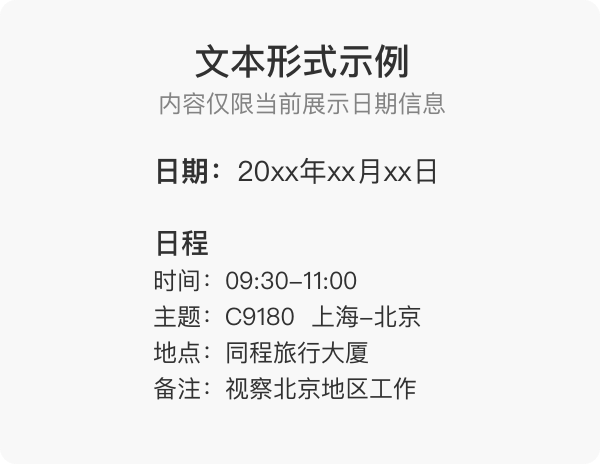 文本形式示例
内容仅限当前展示日期信息
日期：20xx年xx月xx日
日程
时间：09:30–11:00
主题：C9180 上海–北京
地点：同程旅行大厦
备注：视察北京地区工作